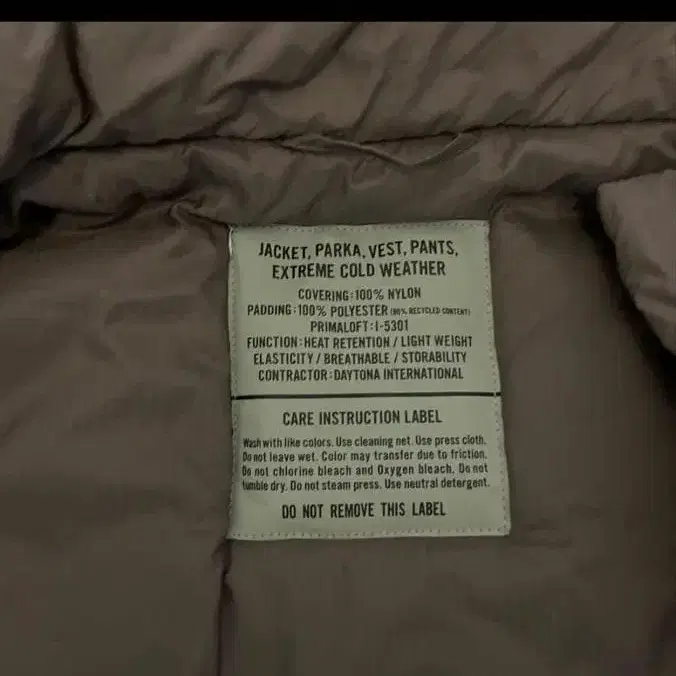 JACKET, PARKA, VEST, PANTS,
EXTREME COLD WEATHER
COVERING:100% NYLON
PADDING:100% POLYESTER (90% RECYCLED CONTENT)
PRIMALOFT:I-5301
FUNCTION:HEAT RETENTION / LIGHT WEIGHT
ELASTICITY / BREATHABLE / STORABILITY
CONTRACTOR:DAYTONA INTERNATIONAL
CARE INSTRUCTION LABEL
Wash with like colors. Use cleaning net. Use press cloth.
Do not leave wet. Color may transfer due to friction.
Do not chlorine bleach and Oxygen bleach. Do not
tumble dry. Do not steam press. Use neutral detergent.
DO NOT REMOVE THIS LABEL